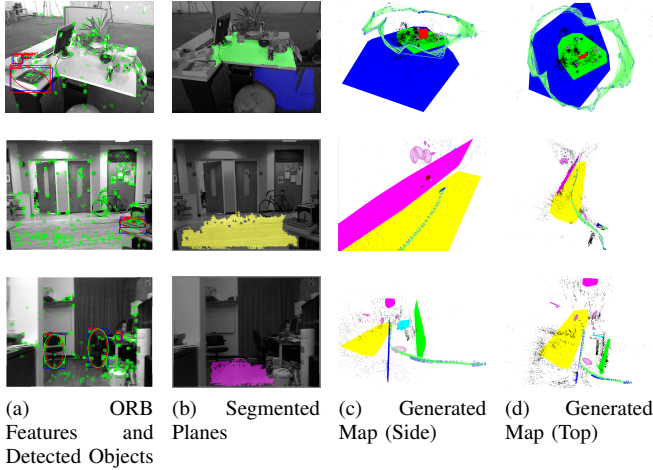 (a) ORB
Features and
Detected Objects
(b) Segmented
Planes
(c) Generated
Map (Side)
(d) Generated
Map (Top)